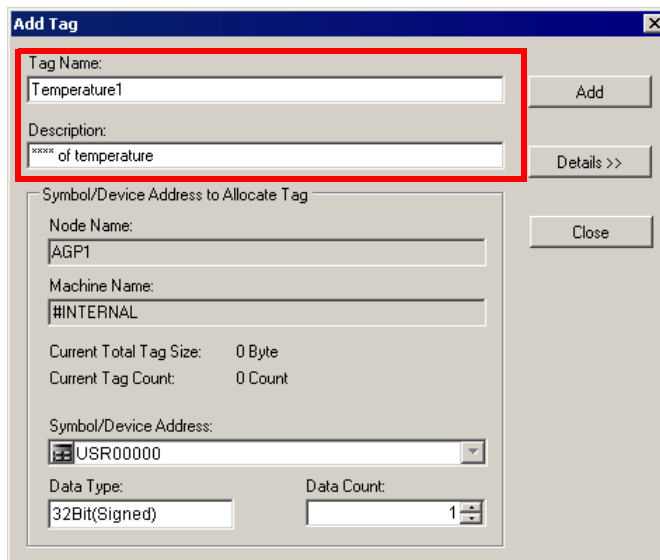 Add Tag
Tag Name:
Temperature1
Add
Description:
**** of temperature
Details >>
Symbol/Device Address to Allocate Tag
Node Name:
Close
AGP1
Machine Name:
#INTERNAL
Current Total Tag Size: 0 Byte
Current Tag Count: 0 Count
Symbol/Device Address:
USR00000
Data Type: Data Count:
32Bit(Signed) 1